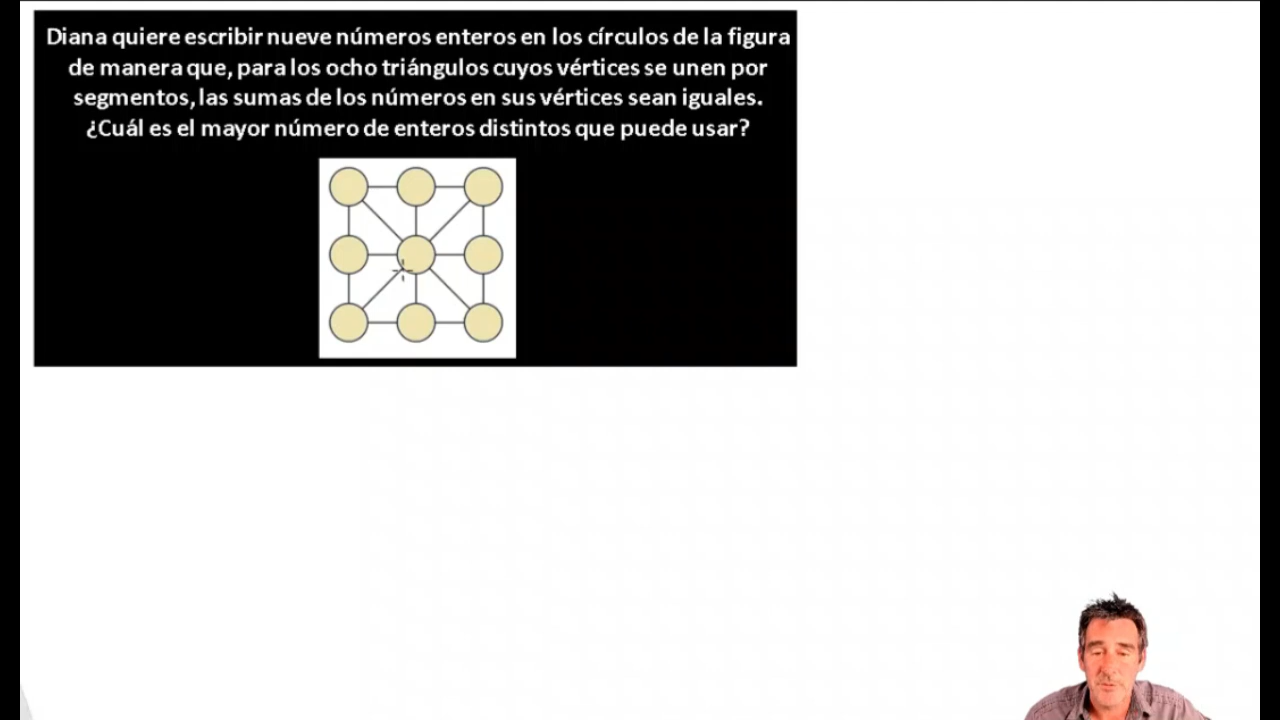 Diana quiere escribir nueve números enteros en los círculos de la figura
de manera que, para los ocho triángulos cuyos vértices se unen por
segmentos, las sumas de los números en sus vértices sean iguales.
¿Cuál es el mayor número de enteros distintos que puede usar?